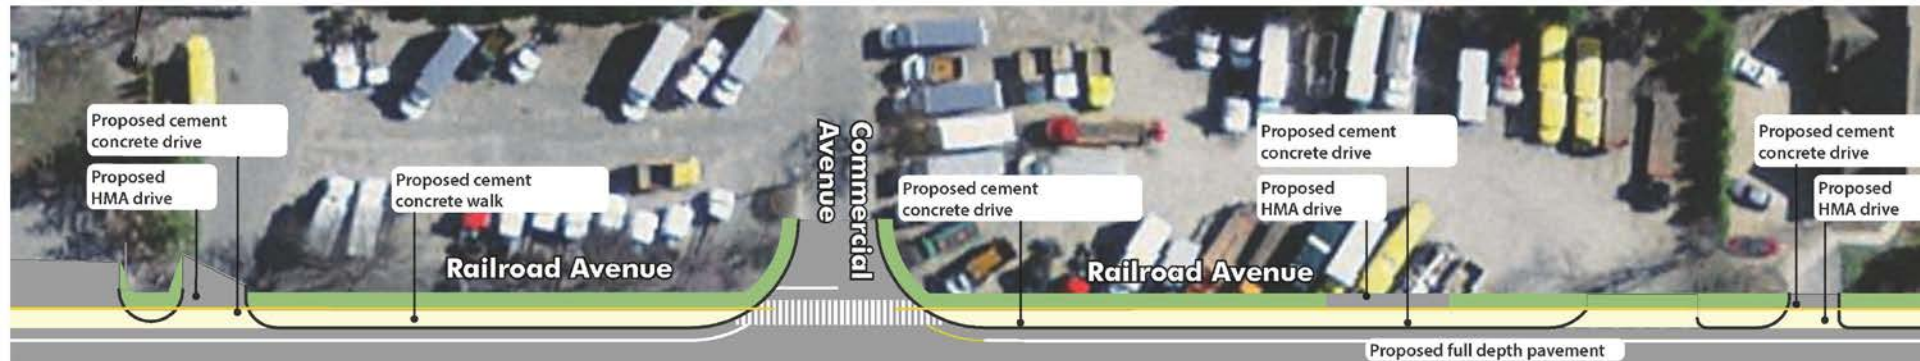 Proposed cement
concrete drive
Proposed
HMA drive
Proposed cement
concrete walk
Railroad Avenue
Commercial
Avenue
Proposed cement
concrete drive
Railroad Avenue
Proposed cement
concrete drive
Proposed
HMA drive
Proposed cement
concrete drive
Proposed
HMA drive
Proposed full depth pavement